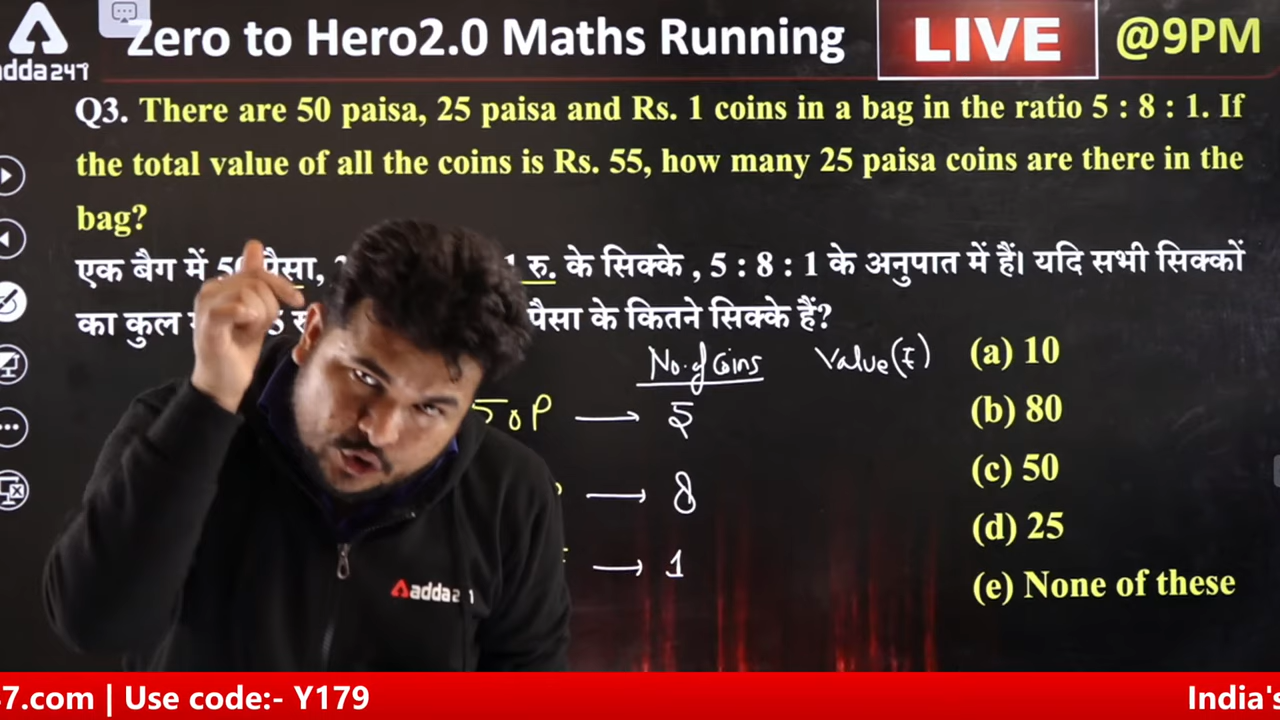 Zero to Hero2.0 Maths Running LIVE @9PM
adda247
Q3. There are 50 paisa, 25 paisa and Rs. 1 coins in a bag in the ratio 5 : 8 : 1. If
the total value of all the coins is Rs. 55, how many 25 paisa coins are there in the
bag?
एक बैग में 50 पैसा, 1 रु. के सिक्के , 5 : 8 : 1 के अनुपात में हैं। यदि सभी सिक्कों
का कुल पैसा के कितने सिक्के हैं?
No. of Coins Value(₹) (a) 10
50P → 5 (b) 80
(c) 50
→ 8
(d) 25
→ 1
(e) None of these
adda2
7.com | Use code:- Y179 India's